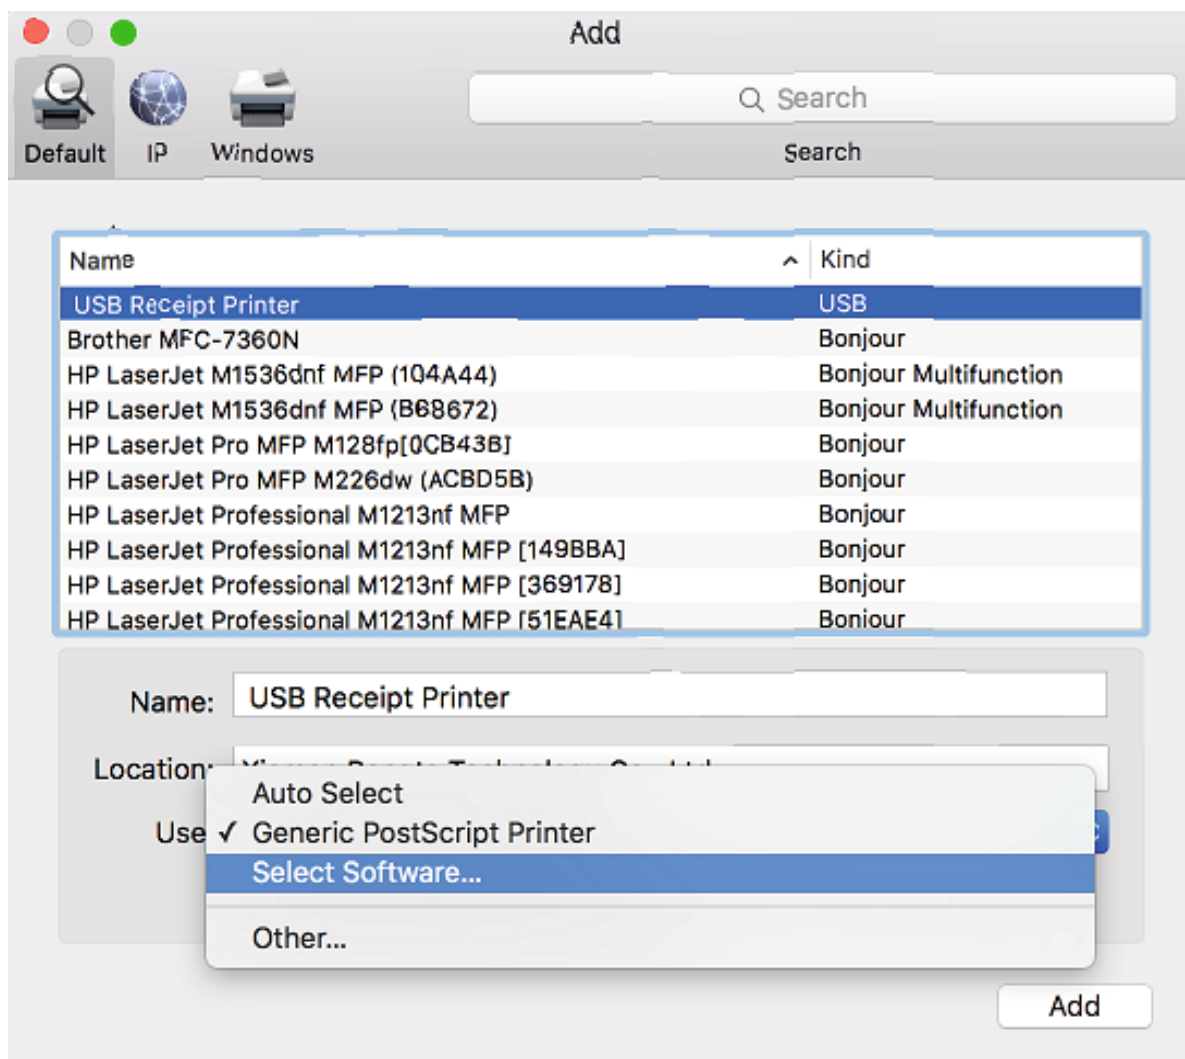 Add
Search
Default IP Windows Search
Name Kind
USB Receipt Printer USB
Brother MFC-7360N Bonjour
HP LaserJet M1536dnf MFP (104A44) Bonjour Multifunction
HP LaserJet M1536dnf MFP (B68672) Bonjour Multifunction
HP LaserJet Pro MFP M128fp[0CB43B] Bonjour
HP LaserJet Pro MFP M226dw (ACBD5B) Bonjour
HP LaserJet Professional M1213nf MFP Bonjour
HP LaserJet Professional M1213nf MFP [149BBA] Bonjour
HP LaserJet Professional M1213nf MFP [369178] Bonjour
HP LaserJet Professional M1213nf MFP [51EAE4] Bonjour
Name: USB Receipt Printer
Location:
Auto Select
Use ✓ Generic PostScript Printer
Select Software...
Other...
Add